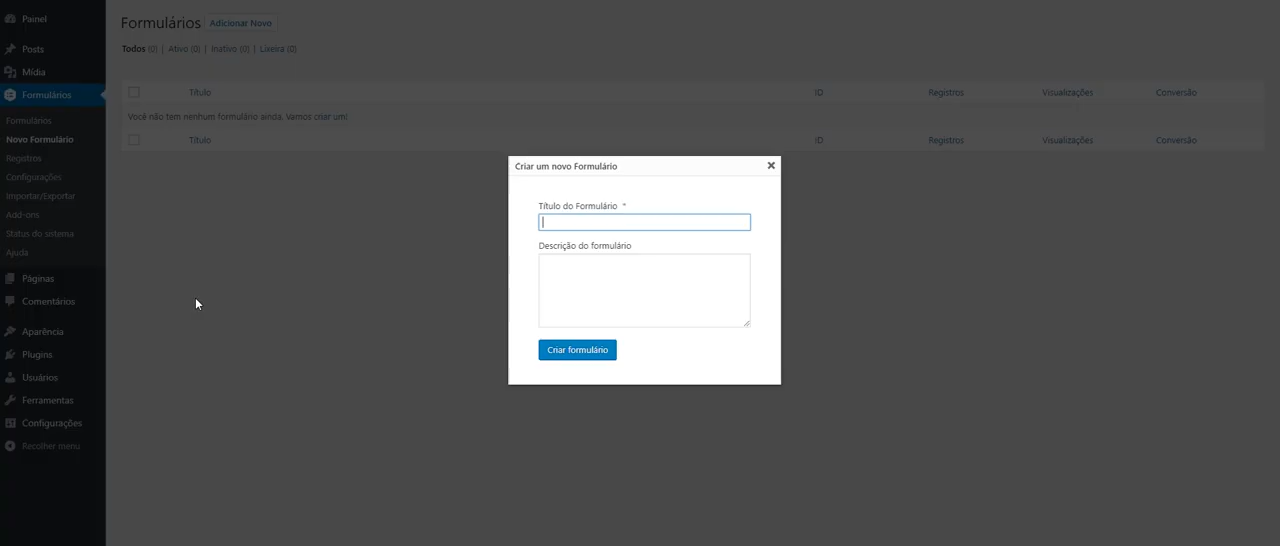 Painel
Posts
Mídia
Formulários
Formulários
Novo Formulário
Registros
Configurações
Importar/Exportar
Add-ons
Status do sistema
Ajuda
Páginas
Comentários
Aparência
Plugins
Usuários
Ferramentas
Configurações
Recolher menu
Formulários Adicionar Novo
Todos (0) | Ativo (0) | Inativo (0) | Lixeira (0)
Título ID Registros Visualizações Conversão
Você não tem nenhum formulário ainda. Vamos criar um!
Título ID Registros Visualizações Conversão
Criar um novo Formulário
Título do Formulário *
Descrição do formulário
Criar formulário